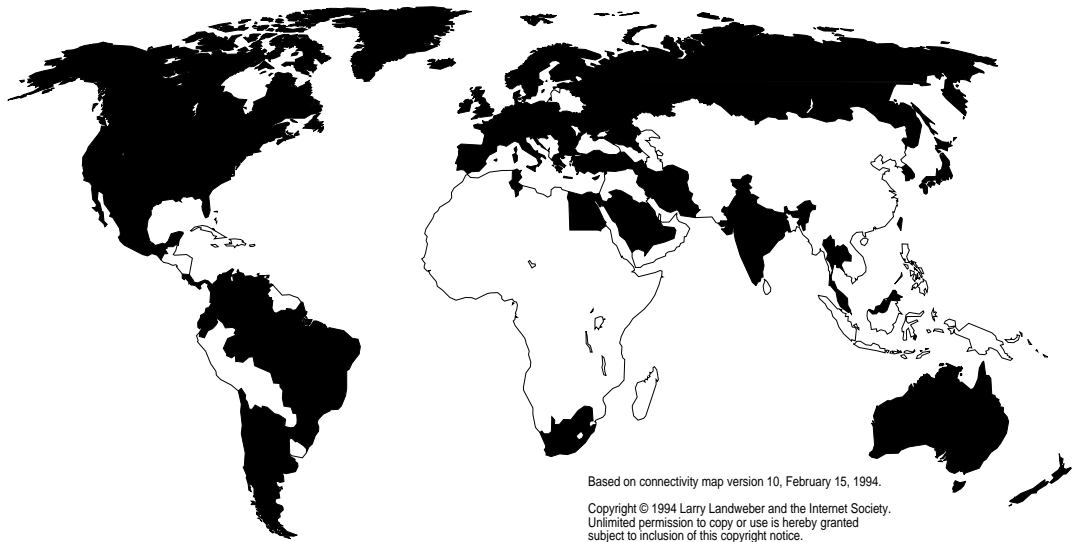 Based on connectivity map version 10, February 15, 1994.
Copyright © 1994 Larry Landweber and the Internet Society.
Unlimited permission to copy or use is hereby granted
subject to inclusion of this copyright notice.